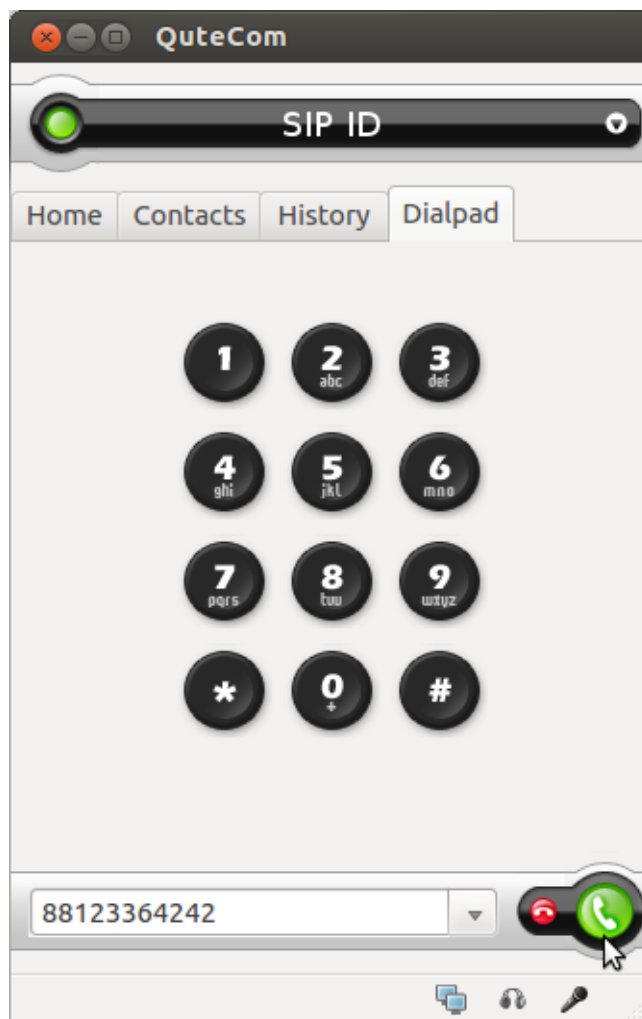 QuteCom
SIP ID
Home Contacts History Dialpad
1 2 3
abc def
4 5 6
ghi jkl mno
7 8 9
pqrs tuv wxyz
* 0 #
+
88123364242